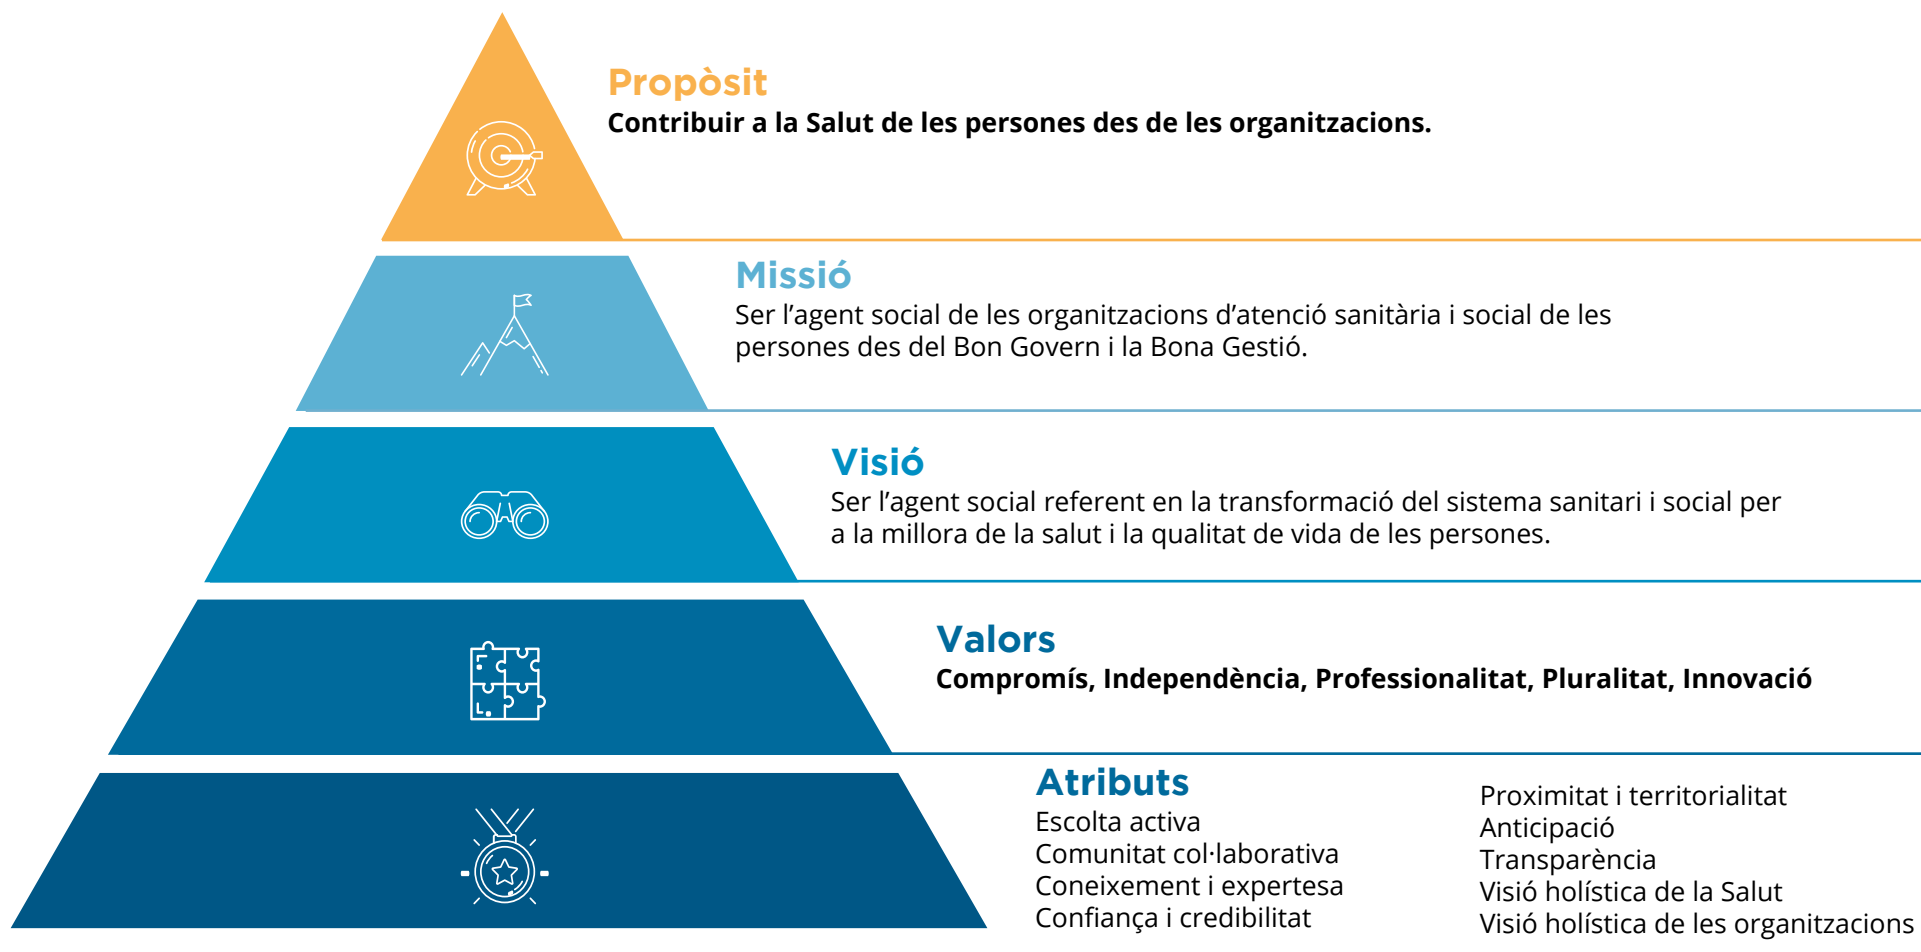 Propòsit
Contribuir a la Salut de les persones des de les organitzacions.
Missió
Ser l’agent social de les organitzacions d’atenció sanitària i social de les
persones des del Bon Govern i la Bona Gestió.
Visió
Ser l’agent social referent en la transformació del sistema sanitari i social per
a la millora de la salut i la qualitat de vida de les persones.
Valors
Compromís, Independència, Professionalitat, Pluralitat, Innovació
Atributs
Escolta activa
Comunitat col·laborativa
Coneixement i expertesa
Confiança i credibilitat
Proximitat i territorialitat
Anticipació
Transparència
Visió holística de la Salut
Visió holística de les organitzacions